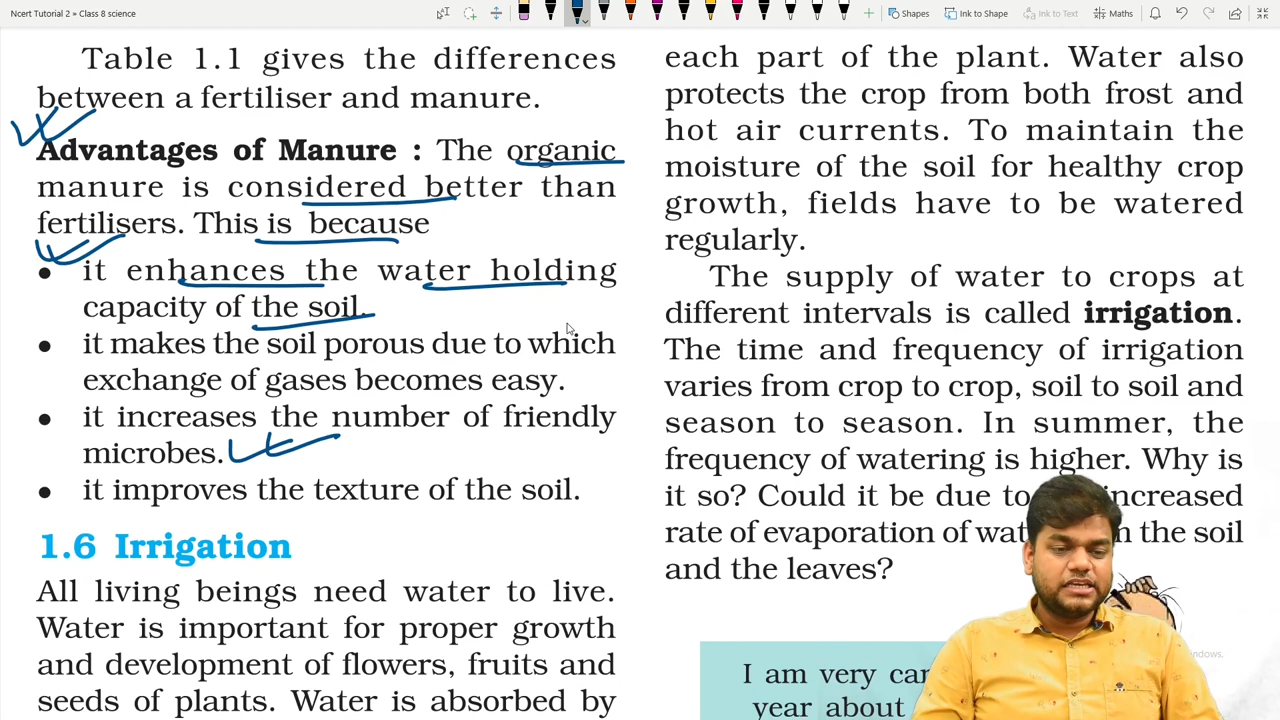 Ncert Tutorial 2 » Class 8 science
Shapes
Ink to Shape
Ink to Text
Maths
Table 1.1 gives the differences
between a fertiliser and manure.
Advantages of Manure : The organic
manure is considered better than
fertilisers. This is because
• it enhances the water holding
capacity of the soil.
• it makes the soil porous due to which
exchange of gases becomes easy.
• it increases the number of friendly
microbes.
• it improves the texture of the soil.
1.6 Irrigation
All living beings need water to live.
Water is important for proper growth
and development of flowers, fruits and
seeds of plants. Water is absorbed by
each part of the plant. Water also
protects the crop from both frost and
hot air currents. To maintain the
moisture of the soil for healthy crop
growth, fields have to be watered
regularly.
The supply of water to crops at
different intervals is called irrigation.
The time and frequency of irrigation
varies from crop to crop, soil to soil and
season to season. In summer, the
frequency of watering is higher. Why is
it so? Could it be due to increased
rate of evaporation of the soil
and the leaves?
I am very
year about